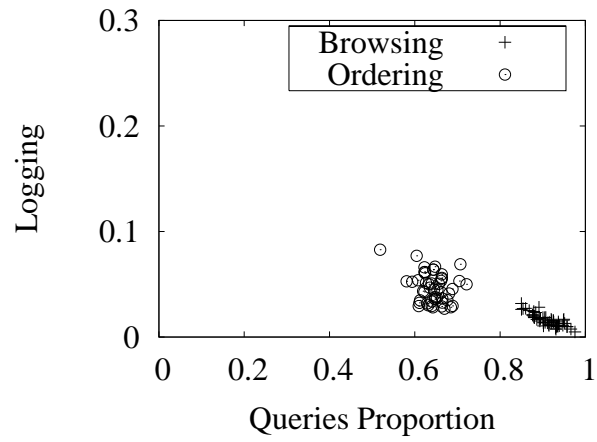 0.3
Browsing
Ordering
0.2
Logging
0.1
0
0 0.2 0.4 0.6 0.8 1
Queries Proportion